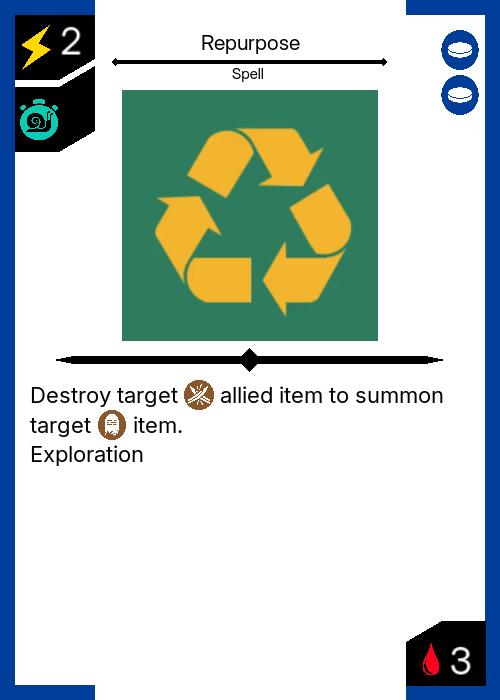 2
Repurpose
Spell
Destroy target allied item to summon
target item.
Exploration
3